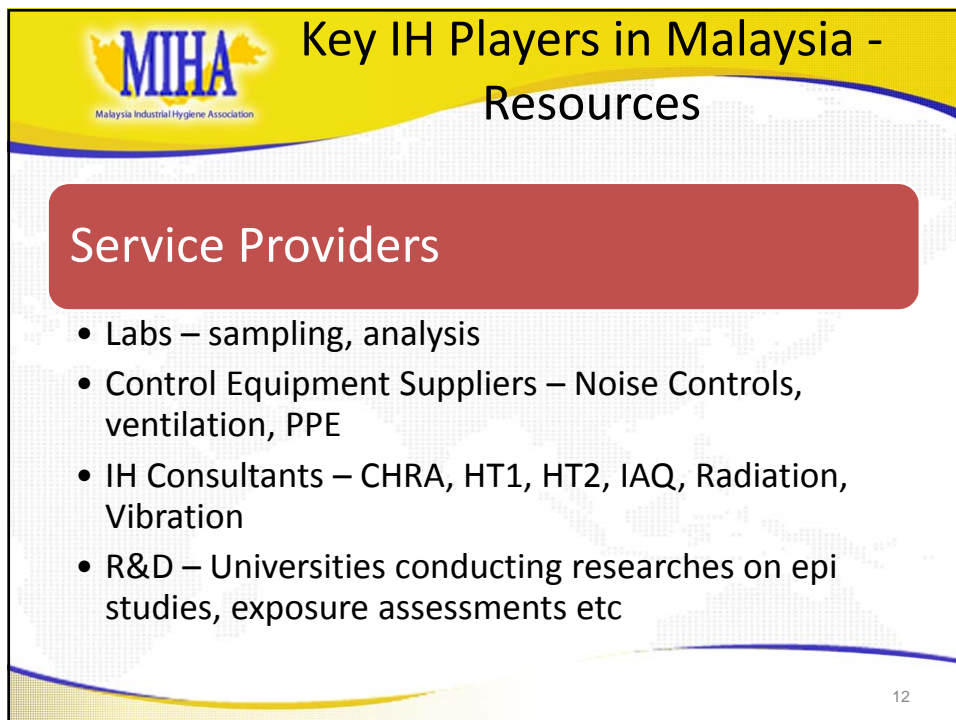 MIHA
Malaysia Industrial Hygiene Association
Key IH Players in Malaysia -
Resources
Service Providers
• Labs – sampling, analysis
• Control Equipment Suppliers – Noise Controls,
ventilation, PPE
• IH Consultants – CHRA, HT1, HT2, IAQ, Radiation,
Vibration
• R&D – Universities conducting researches on epi
studies, exposure assessments etc
12